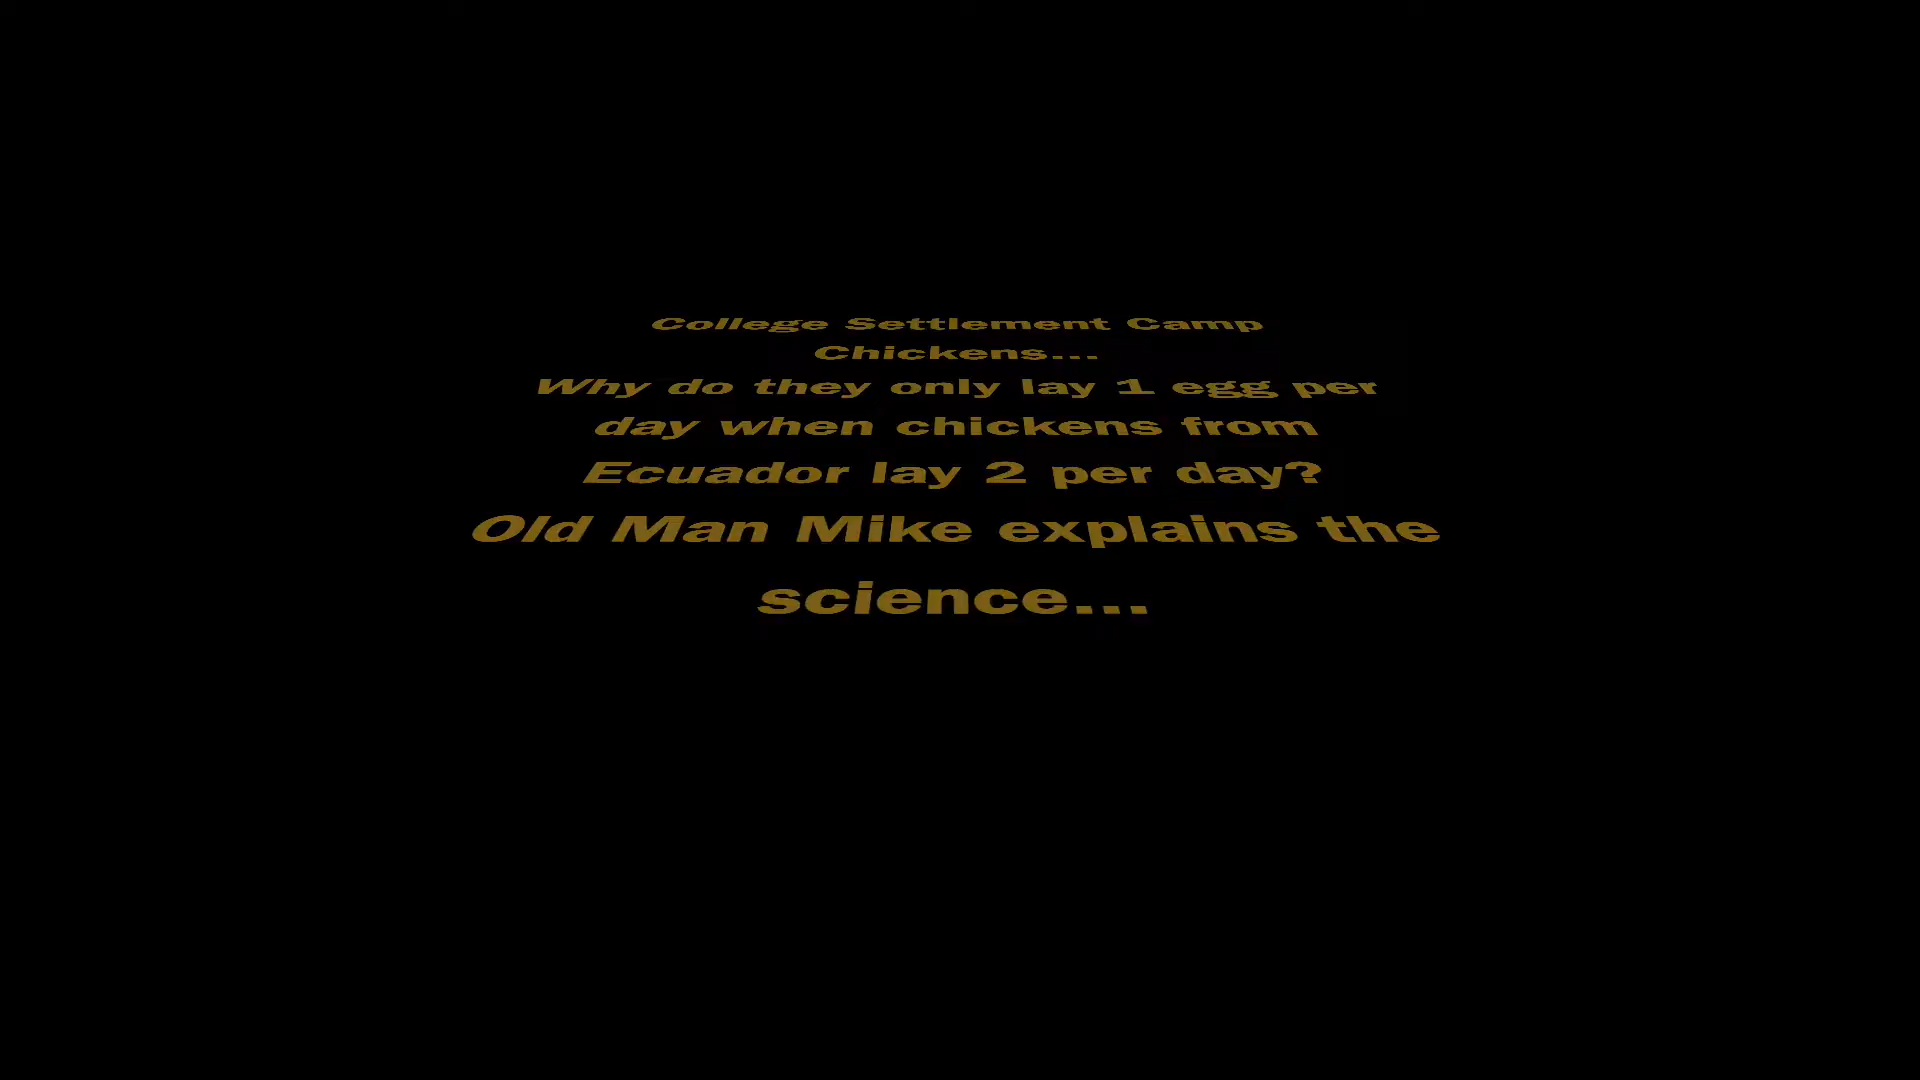 College Settlement Camp
Chickens...
Why do they only lay 1 egg per
day when chickens from
Ecuador lay 2 per day?
Old Man Mike explains the
science...